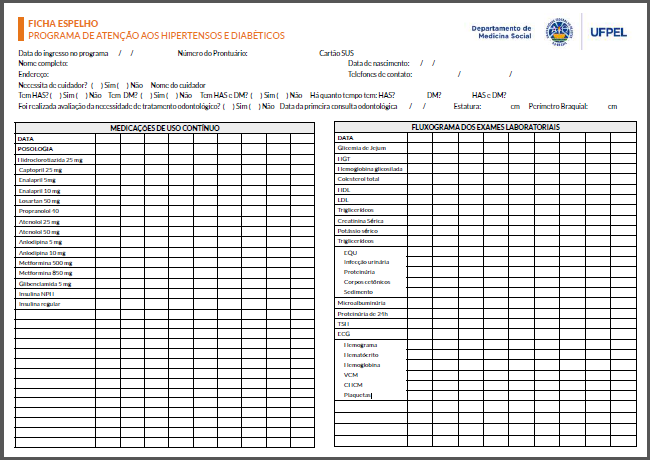 FICHA ESPELHO
PROGRAMA DE ATENÇÃO AOS HIPERTENSOS E DIABÉTICOS
Departamento de
Medicina Social
UFPEL
Data do ingresso no programa / / Número do Prontuário: Cartão SUS
Nome completo: Data de nascimento: / /
Endereço: Telefones de contato: / /
Necessita de cuidador? ( ) Sim ( ) Não Nome do cuidador
Tem HAS? ( ) Sim ( ) Não Tem DM? ( ) Sim ( ) Não Tem HAS e DM? ( ) Sim ( ) Não Há quanto tempo tem: HAS? DM? HAS e DM?
Foi realizada avaliação da necessidade de tratamento odontológico? ( ) Sim ( ) Não Data da primeira consulta odontológica / / Estatura: cm Perímetro Braquial: cm
MEDICAÇÕES DE USO CONTÍNUO
DATA
POSOLOGIA
Hidroclorotiazida 25 mg
Captopril 25 mg
Enalapril 5mg
Enalapril 10 mg
Losartan 50 mg
Propranolol 40
Atenolol 25 mg
Atenolol 50 mg
Anlodipina 5 mg
Anlodipina 10 mg
Metformina 500 mg
Metformina 850 mg
Glibenclamida 5 mg
Insulina NPH
Insulina regular
FLUXOGRAMA DOS EXAMES LABORATORIAIS
DATA
Glicemia de Jejum
HGT
Hemoglobina glicosilada
Colesterol total
HDL
LDL
Triglicerídeos
Creatinina Sérica
Potássio sérico
Triglicerídeos
EQU
Infecção urinária
Proteinúria
Corpos cetônicos
Sedimento
Microalbuminúria
Proteinúria de 24h
TSH
ECG
Hemograma
Hematócrito
Hemoglobina
VCM
CHCM
Plaquetas